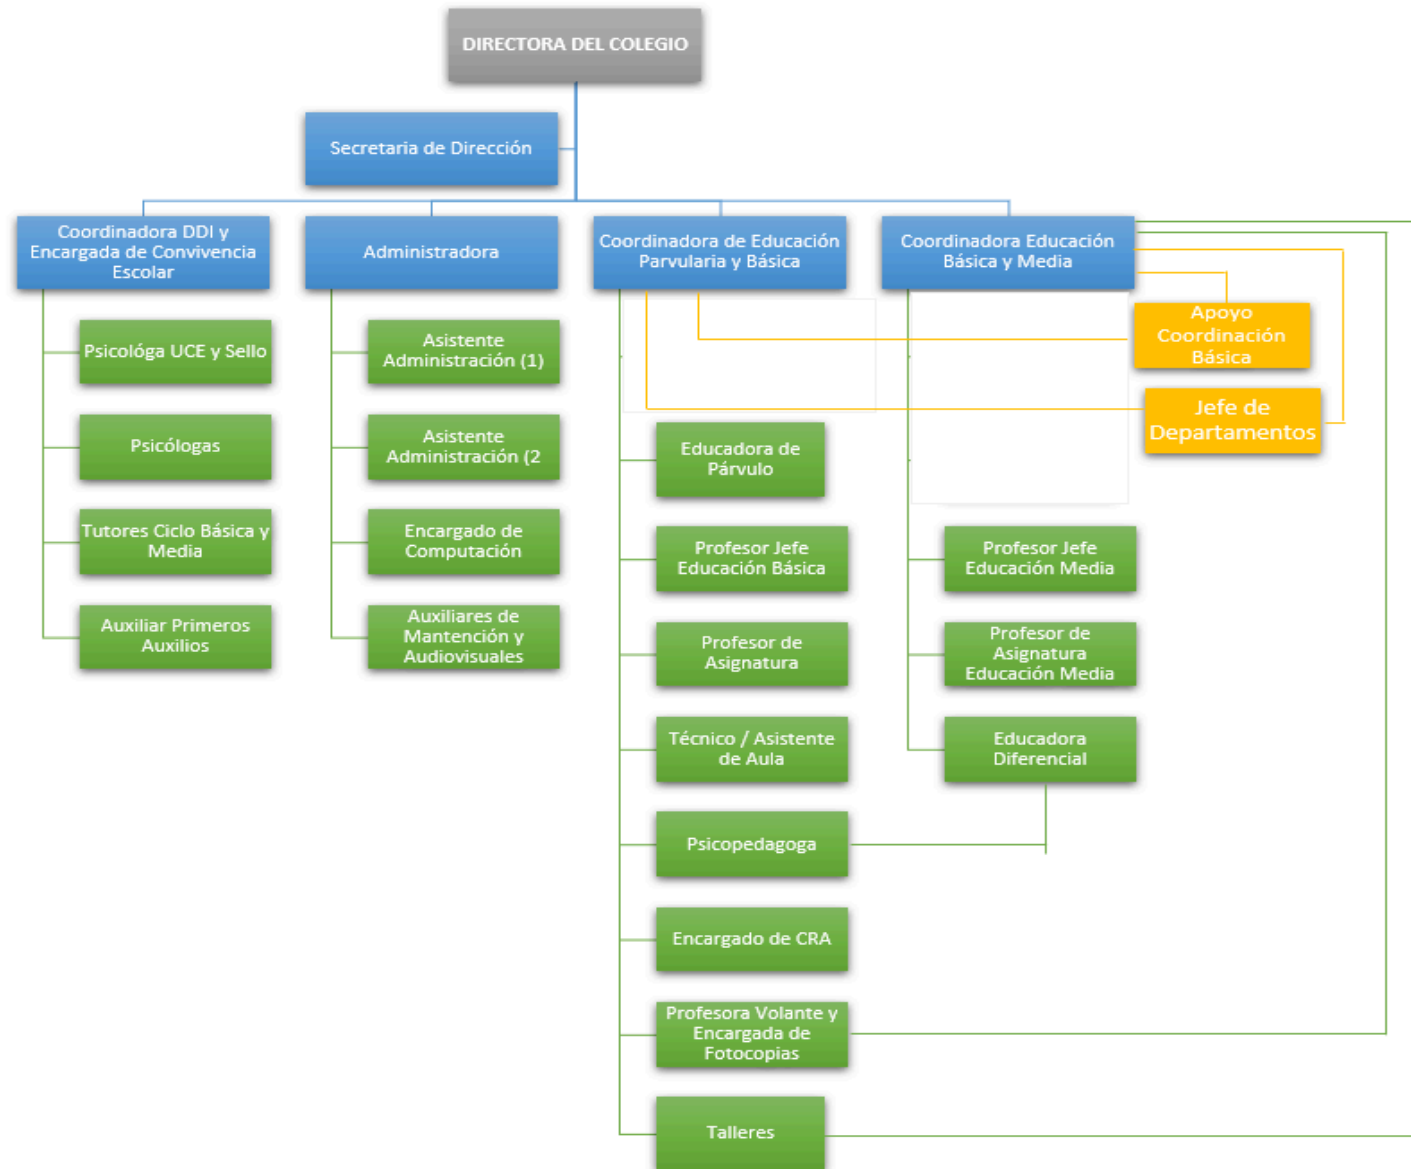 DIRECTORA DEL COLEGIO
Secretaria de Dirección
Coordinadora DDI y
Encargada de Convivencia
Escolar
Administradora
Coordinadora de Educación
Parvularia y Básica
Coordinadora Educación
Básica y Media
Psicológa UCE y Sello
Psicólogas
Tutores Ciclo Básica y
Media
Auxiliar Primeros
Auxilios
Asistente
Administración (1)
Asistente
Administración (2
Encargado de
Computación
Auxiliares de
Mantención y
Audiovisuales
Educadora de
Párvulo
Profesor Jefe
Educación Básica
Profesor de
Asignatura
Técnico / Asistente
de Aula
Psicopedagoga
Encargado de CRA
Profesora Volante y
Encargada de
Fotocopias
Talleres
Profesor Jefe
Educación Media
Profesor de
Asignatura
Educación Media
Educadora
Diferencial
Apoyo
Coordinación
Básica
Jefe de
Departamentos